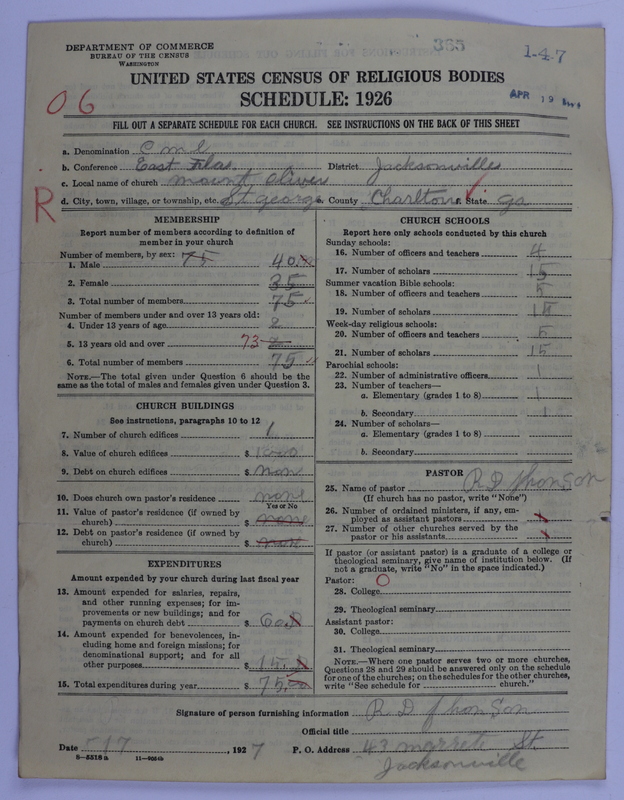 385
1-47
DEPARTMENT OF COMMERCE
BUREAU OF THE CENSUS
WASHINGTON
UNITED STATES CENSUS OF RELIGIOUS BODIES
SCHEDULE: 1926
06
APR 19
FILL OUT A SEPARATE SCHEDULE FOR EACH CHURCH. SEE INSTRUCTIONS ON THE BACK OF THIS SHEET
a. Denomination C M E
b. Conference East Flae District Jacksonville
c. Local name of church Mount Oliver
R
d. City, town, village, or township, etc. St george County Charlton State Ga
MEMBERSHIP
Report number of members according to definition of
member in your church
Number of members, by sex: 75
1. Male 40
2. Female 35
3. Total number of members 75
Number of members under and over 13 years old:
4. Under 13 years of age 2
5. 13 years old and over 73
6. Total number of members 75
NOTE.—The total given under Question 6 should be the
same as the total of males and females given under Question 3.
CHURCH BUILDINGS
See instructions, paragraphs 10 to 12
7. Number of church edifices 1
8. Value of church edifices $
9. Debt on church edifices $ non
10. Does church own pastor's residence none
Yes or No
11. Value of pastor's residence (if owned by
church) $ none
12. Debt on pastor's residence (if owned by
church) $
EXPENDITURES
Amount expended by your church during last fiscal year
13. Amount expended for salaries, repairs,
and other running expenses; for im-
provements or new buildings; and for
payments on church debt $ 60
14. Amount expended for benevolences, in-
cluding home and foreign missions; for
denominational support; and for all
other purposes $ 15
15. Total expenditures during year $ 75
CHURCH SCHOOLS
Report here only schools conducted by this church
Sunday schools:
16. Number of officers and teachers 4
17. Number of scholars 15
Summer vacation Bible schools:
18. Number of officers and teachers 5
19. Number of scholars 15
Week-day religious schools:
20. Number of officers and teachers 5
21. Number of scholars 15
Parochial schools:
22. Number of administrative officers 1
23. Number of teachers—
a. Elementary (grades 1 to 8) 1
b. Secondary 1
24. Number of scholars—
a. Elementary (grades 1 to 8)
b. Secondary
PASTOR
25. Name of pastor R D Jhonson
(If church has no pastor, write "None")
26. Number of ordained ministers, if any, em-
ployed as assistant pastors
27. Number of other churches served by the
pastor or his assistants
If pastor (or assistant pastor) is a graduate of a college or
theological seminary, give name of institution below. (If
not a graduate, write "No" in the space indicated.)
Pastor: O
28. College
29. Theological seminary
Assistant pastor:
30. College
31. Theological seminary
NOTE.—Where one pastor serves two or more churches,
Questions 28 and 29 should be answered only on the schedule
for one of the churches; on the schedules for the other churches,
write "See schedule for church."
Signature of person furnishing information R. D Jhonson
Official title
Date 5/17, 1927 P. O. Address 43 St.
Jacksonville
8—5518 b 11—9054b